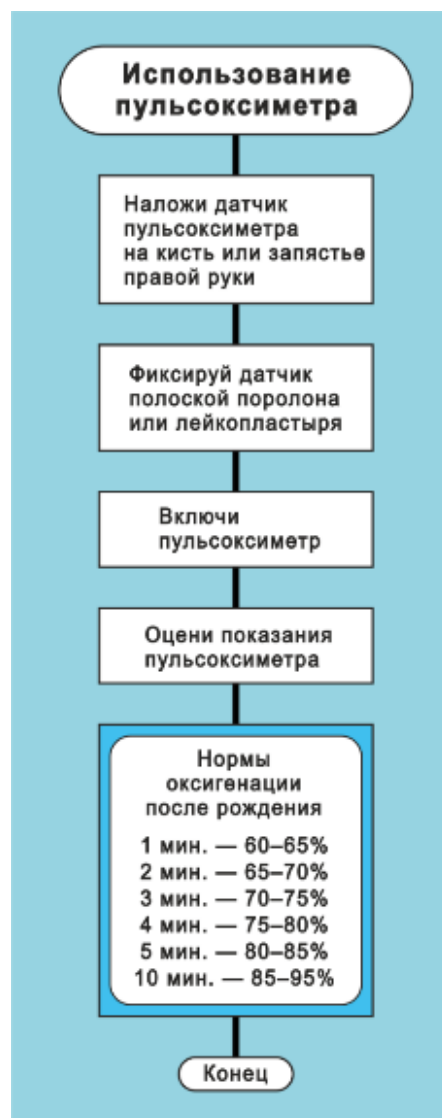 Использование
пульсоксиметра
Наложи датчик
пульсоксиметра
на кисть или запястье
правой руки
Фиксируй датчик
полоской поролона
или лейкопластыря
Включи
пульсоксиметр
Оцени показания
пульсоксиметра
Нормы
оксигенации
после рождения
1 мин. — 60–65%
2 мин. — 65–70%
3 мин. — 70–75%
4 мин. — 75–80%
5 мин. — 80–85%
10 мин. — 85–95%
Конец